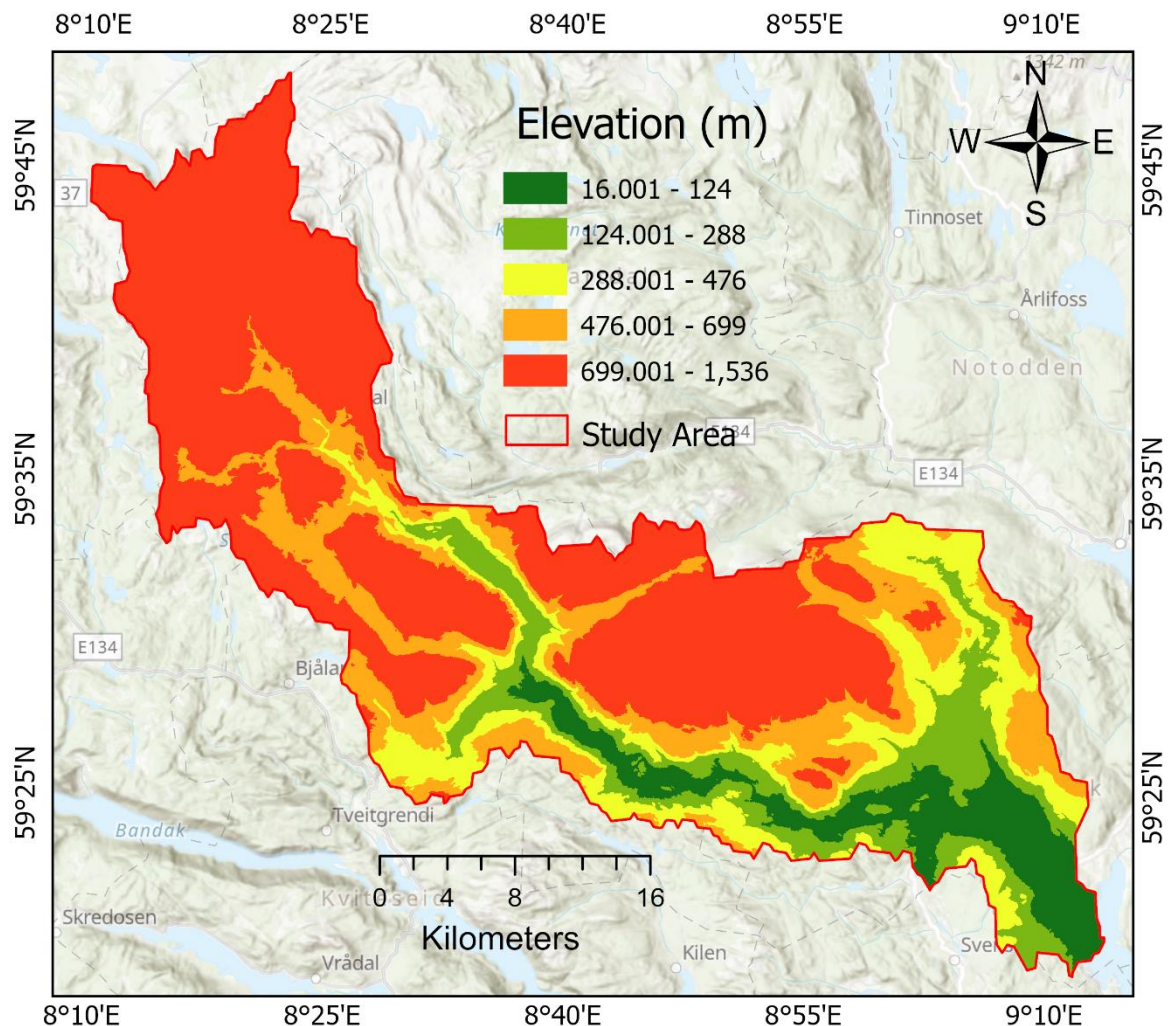 8°10'E 8°25'E 8°40'E 8°55'E 9°10'E
1342 m
N
W E
S
59°45'N
59°45'N
37
Elevation (m)
16.001 - 124
124.001 - 288
288.001 - 476
476.001 - 699
699.001 - 1,536
Study Area
Tinnoset
Årlifoss
Notodden
E134
E134
59°35'N
59°35'N
E134
59°25'N
59°25'N
Tveitgrendi
Bandak
0 4 8 16
Kilometers
Skredosen
Vrådal
Kilen
8°10'E 8°25'E 8°40'E 8°55'E 9°10'E